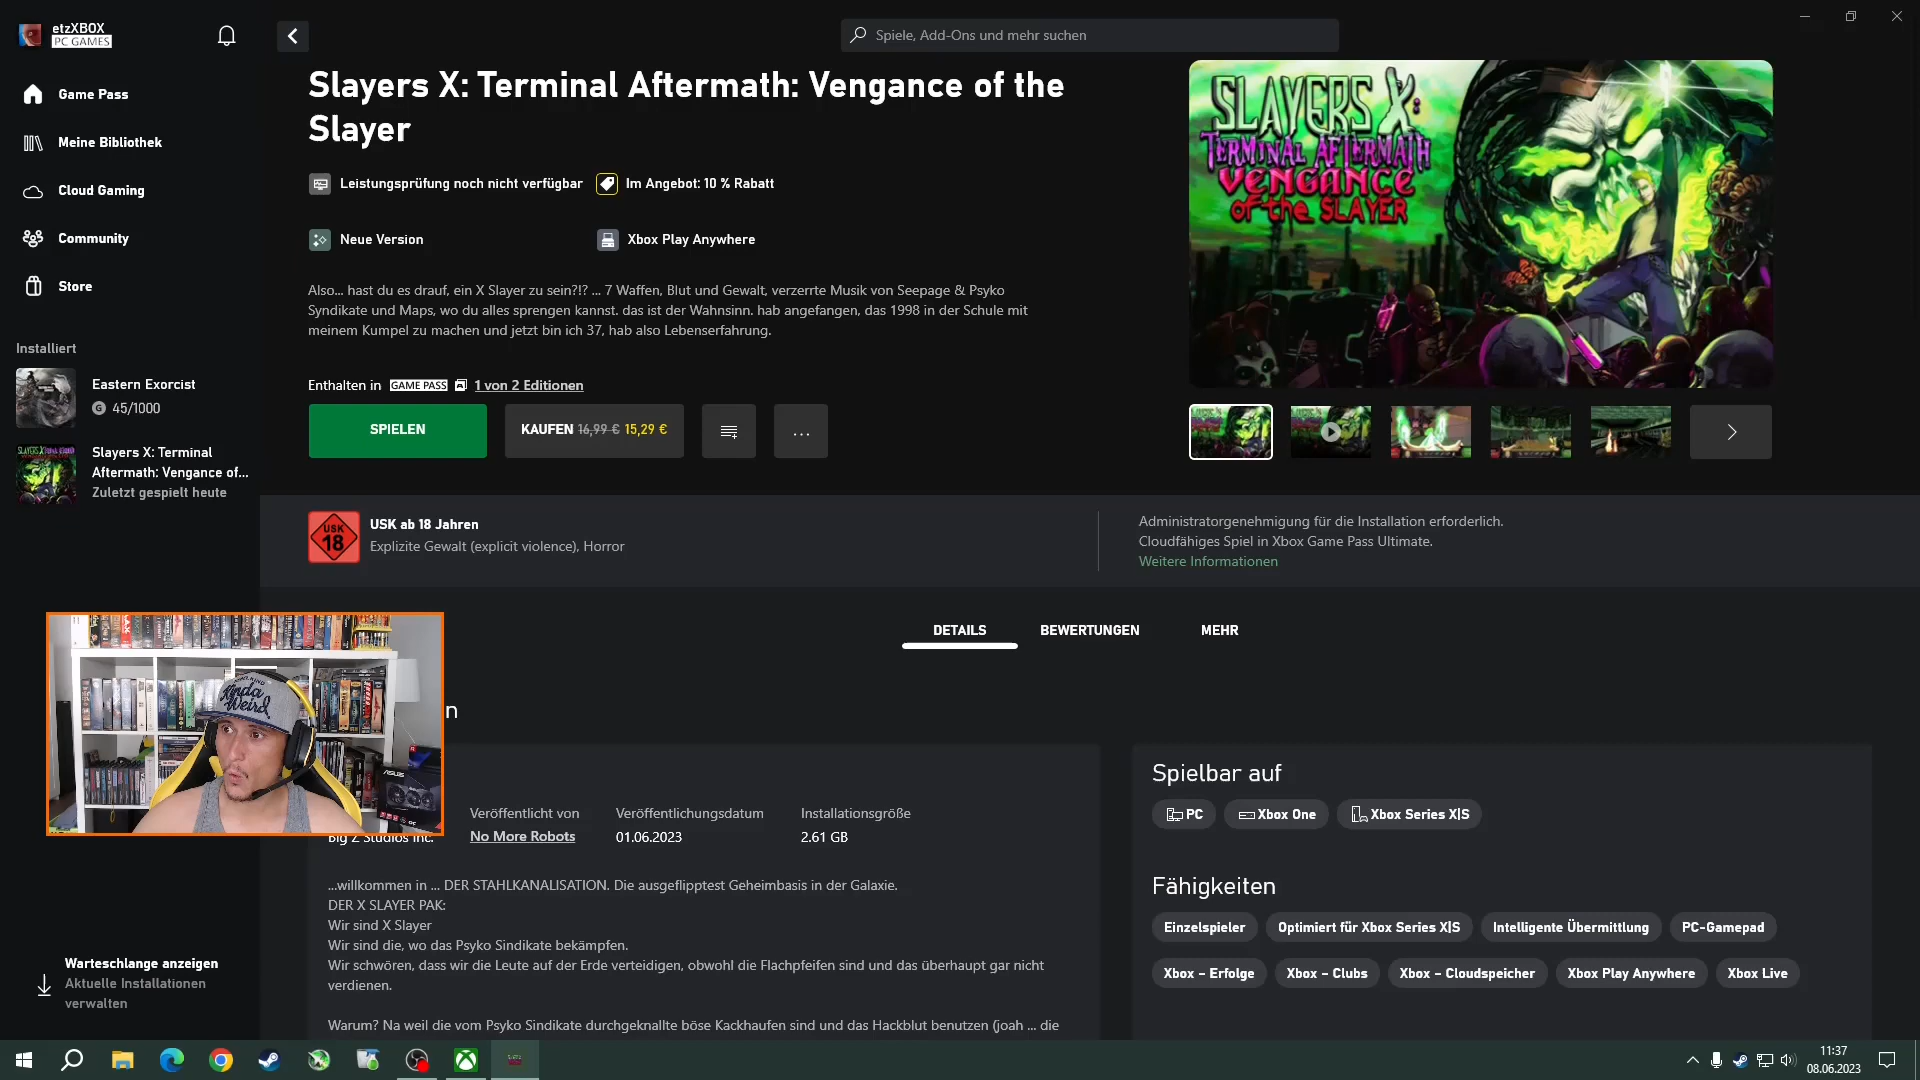 etzXBOX
PC GAMES
Game Pass
Meine Bibliothek
Cloud Gaming
Community
Store
Installiert
Eastern Exorcist
G 45/1000
Slayers X: Terminal
Aftermath: Vengance of...
Zuletzt gespielt heute
Warteschlange anzeigen
Aktuelle Installationen
verwalten
Spiele, Add-Ons und mehr suchen
Slayers X: Terminal Aftermath: Vengance of the
Slayer
Leistungsprüfung noch nicht verfügbar
Im Angebot: 10 % Rabatt
Neue Version
Xbox Play Anywhere
Also... hast du es drauf, ein X Slayer zu sein?!? ... 7 Waffen, Blut und Gewalt, verzerrte Musik von Seepage & Psyko
Syndikate und Maps, wo du alles sprengen kannst. das ist der Wahnsinn. hab angefangen, das 1998 in der Schule mit
meinem Kumpel zu machen und jetzt bin ich 37, hab also Lebenserfahrung.
Enthalten in GAME PASS 1 von 2 Editionen
SPIELEN
KAUFEN 16,99 € 15,29 €
...
SLAYERS X:
TERMINAL AFTERMATH
VENGANCE
of the SLAYER
USK
18
USK ab 18 Jahren
Explizite Gewalt (explicit violence), Horror
Administratorgenehmigung für die Installation erforderlich.
Cloudfähiges Spiel in Xbox Game Pass Ultimate.
Weitere Informationen
DETAILS
BEWERTUNGEN
MEHR
n
Kinda
Weird
ASUS
Veröffentlicht von
No More Robots
Veröffentlichungsdatum
01.06.2023
Installationsgröße
2.61 GB
Big Z Studios Inc.
...willkommen in ... DER STAHLKANALISATION. Die ausgeflipptest Geheimbasis in der Galaxie.
DER X SLAYER PAK:
Wir sind X Slayer
Wir sind die, wo das Psyko Sindikate bekämpfen.
Wir schwören, dass wir die Leute auf der Erde verteidigen, obwohl die Flachpfeifen sind und das überhaupt gar nicht
verdienen.
Warum? Na weil die vom Psyko Sindikate durchgeknallte böse Kackhaufen sind und das Hackblut benutzen (joah ... die
Spielbar auf
PC
Xbox One
Xbox Series X|S
Fähigkeiten
Einzelspieler
Optimiert für Xbox Series X|S
Intelligente Übermittlung
PC-Gamepad
Xbox – Erfolge
Xbox – Clubs
Xbox – Cloudspeicher
Xbox Play Anywhere
Xbox Live
11:37
08.06.2023